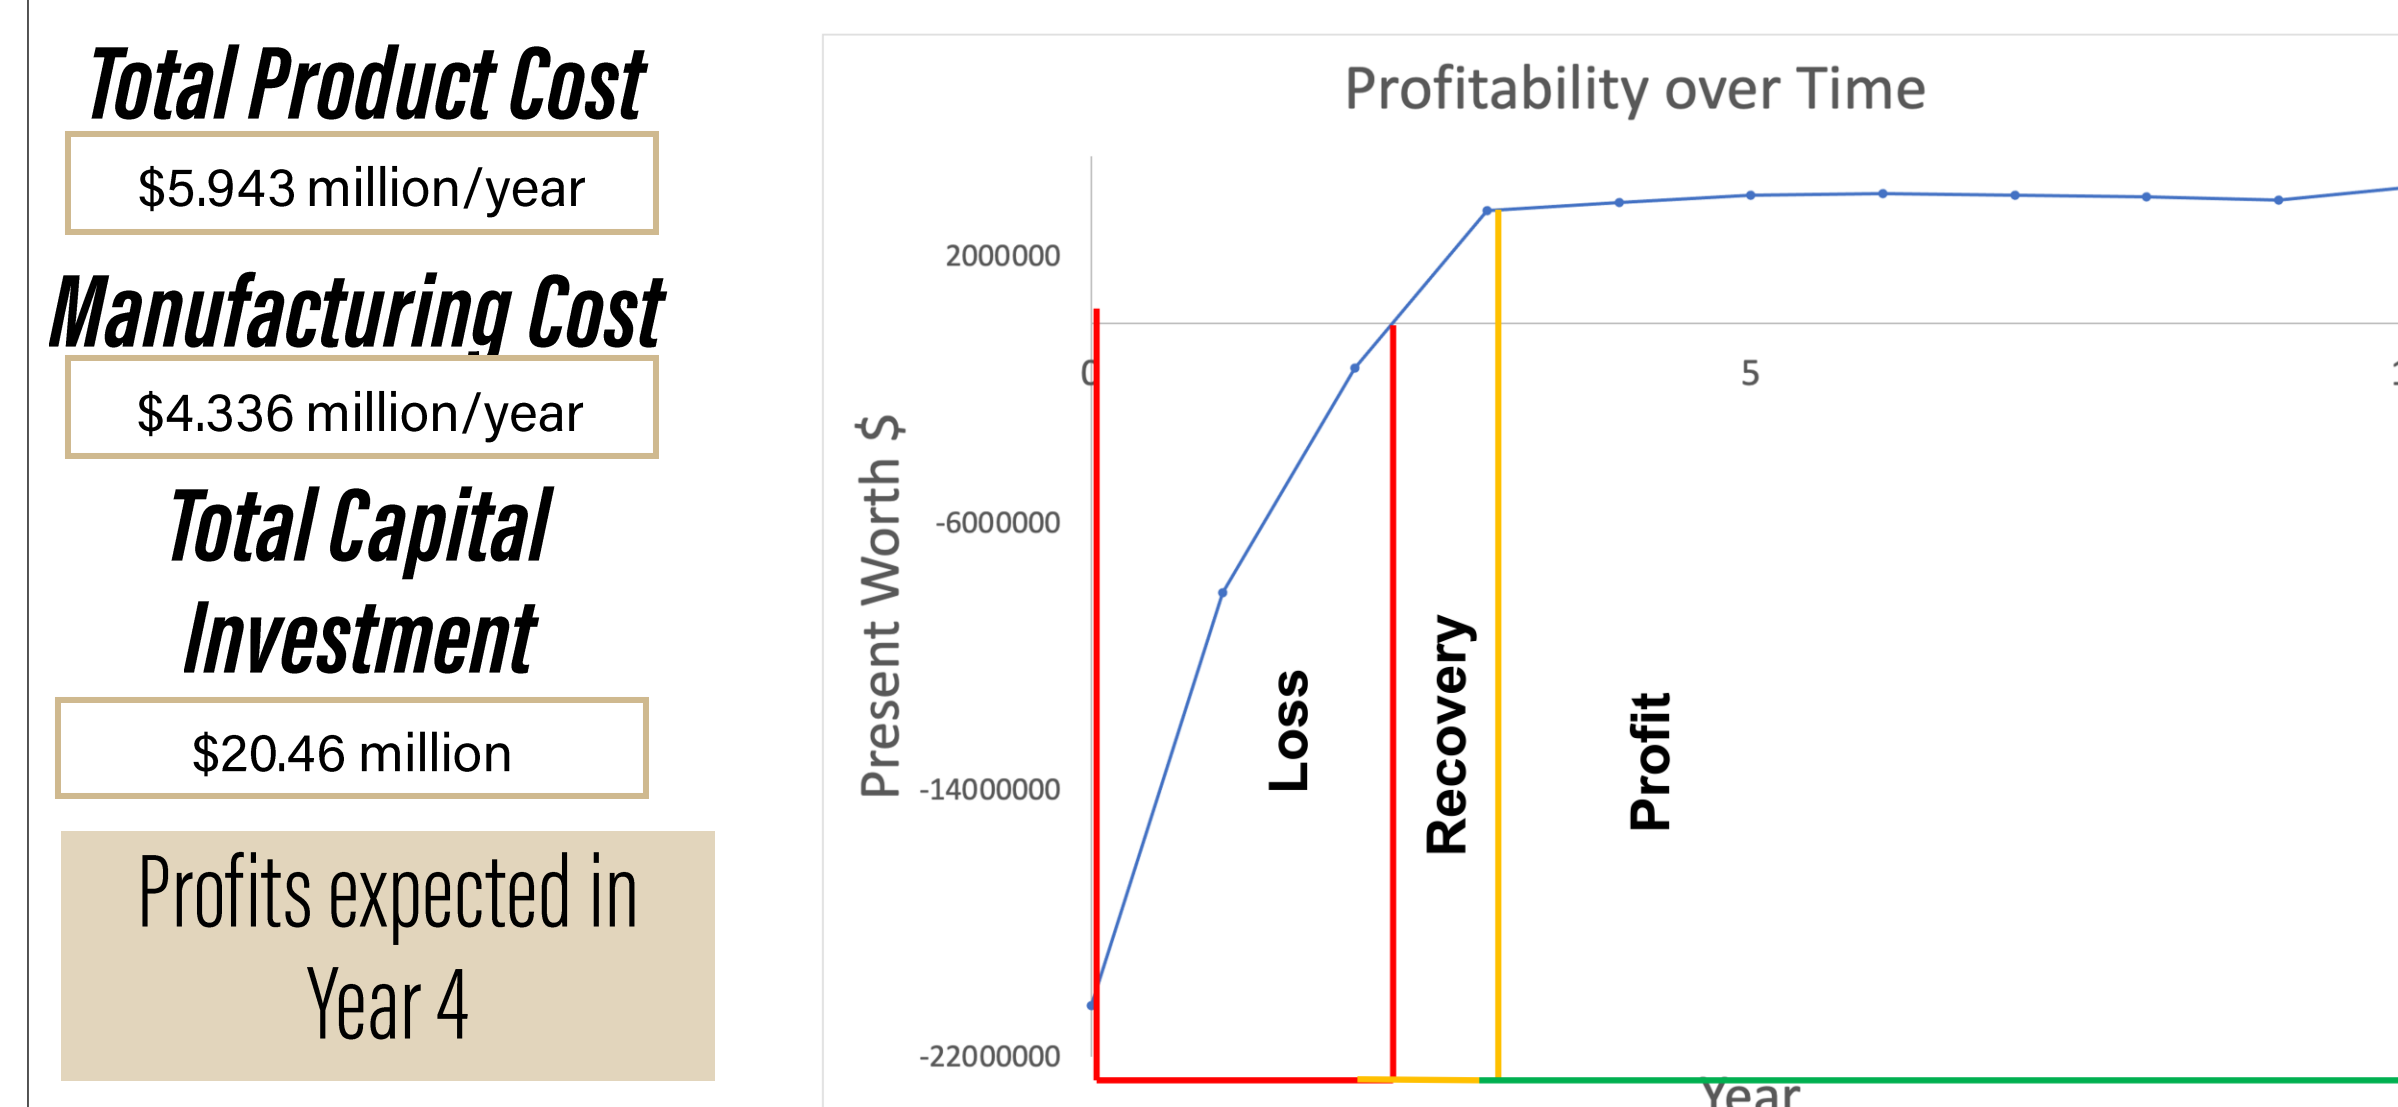 Total Product Cost
$5.943 million/year
Manufacturing Cost
$4.336 million/year
Total Capital
Investment
$20.46 million
Profits expected in
Year 4
Profitability over Time
Present Worth $
2000000
-6000000
-14000000
-22000000
0
5
Loss
Recovery
Profit
Year